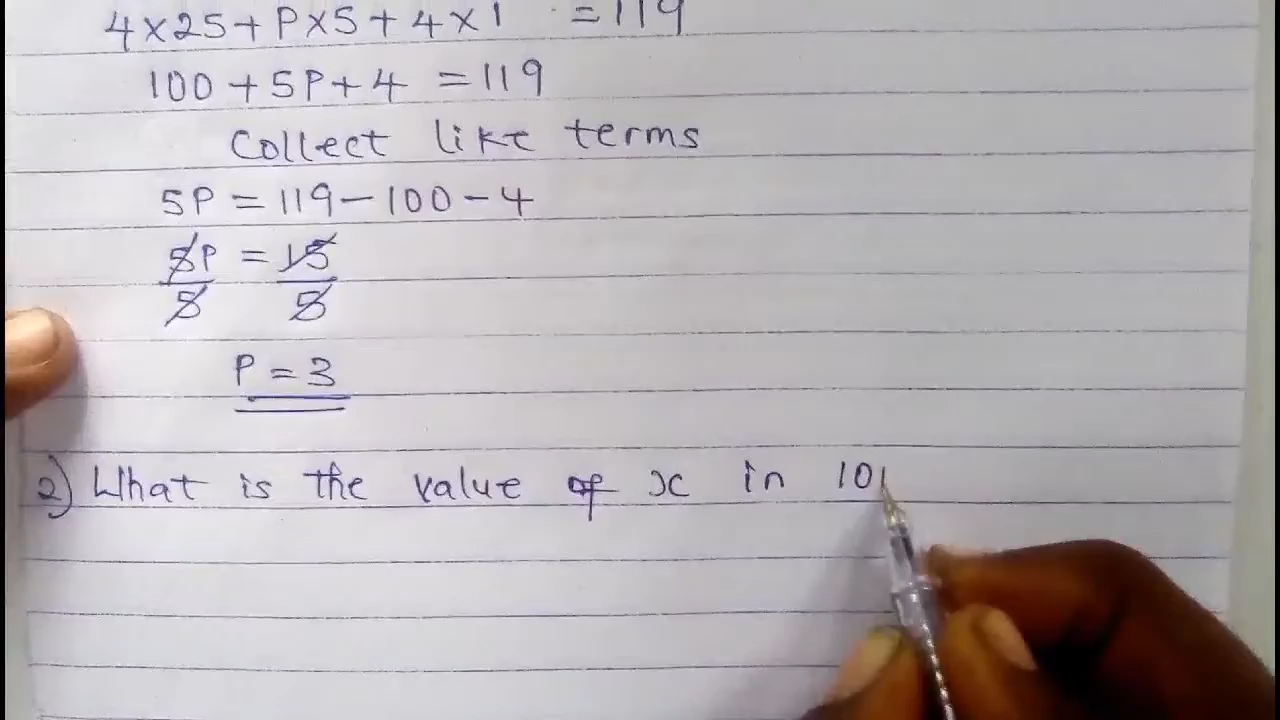 4×25+P×5+4×1 =119
100+5P+4 =119
Collect like terms
5P =119-100-4
5P = 15
5 5
P = 3
2) What is the value of x in 101